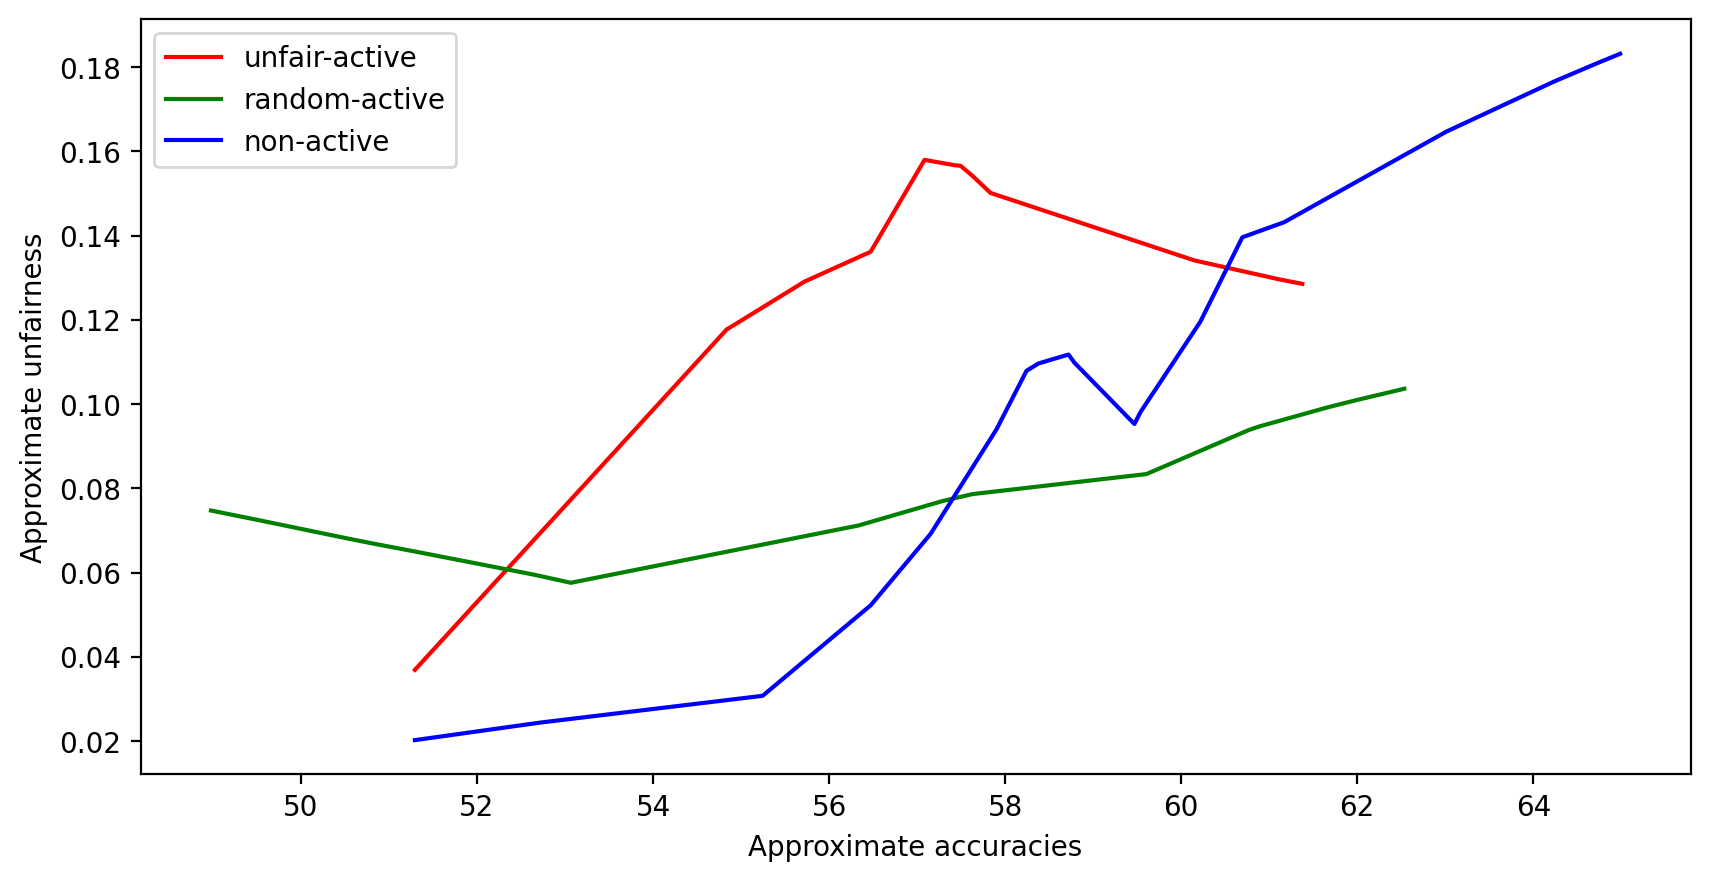 unfair-active
random-active
non-active
0.18
0.16
0.14
0.12
0.10
0.08
0.06
0.04
0.02
Approximate unfairness
50 52 54 56 58 60 62 64
Approximate accuracies